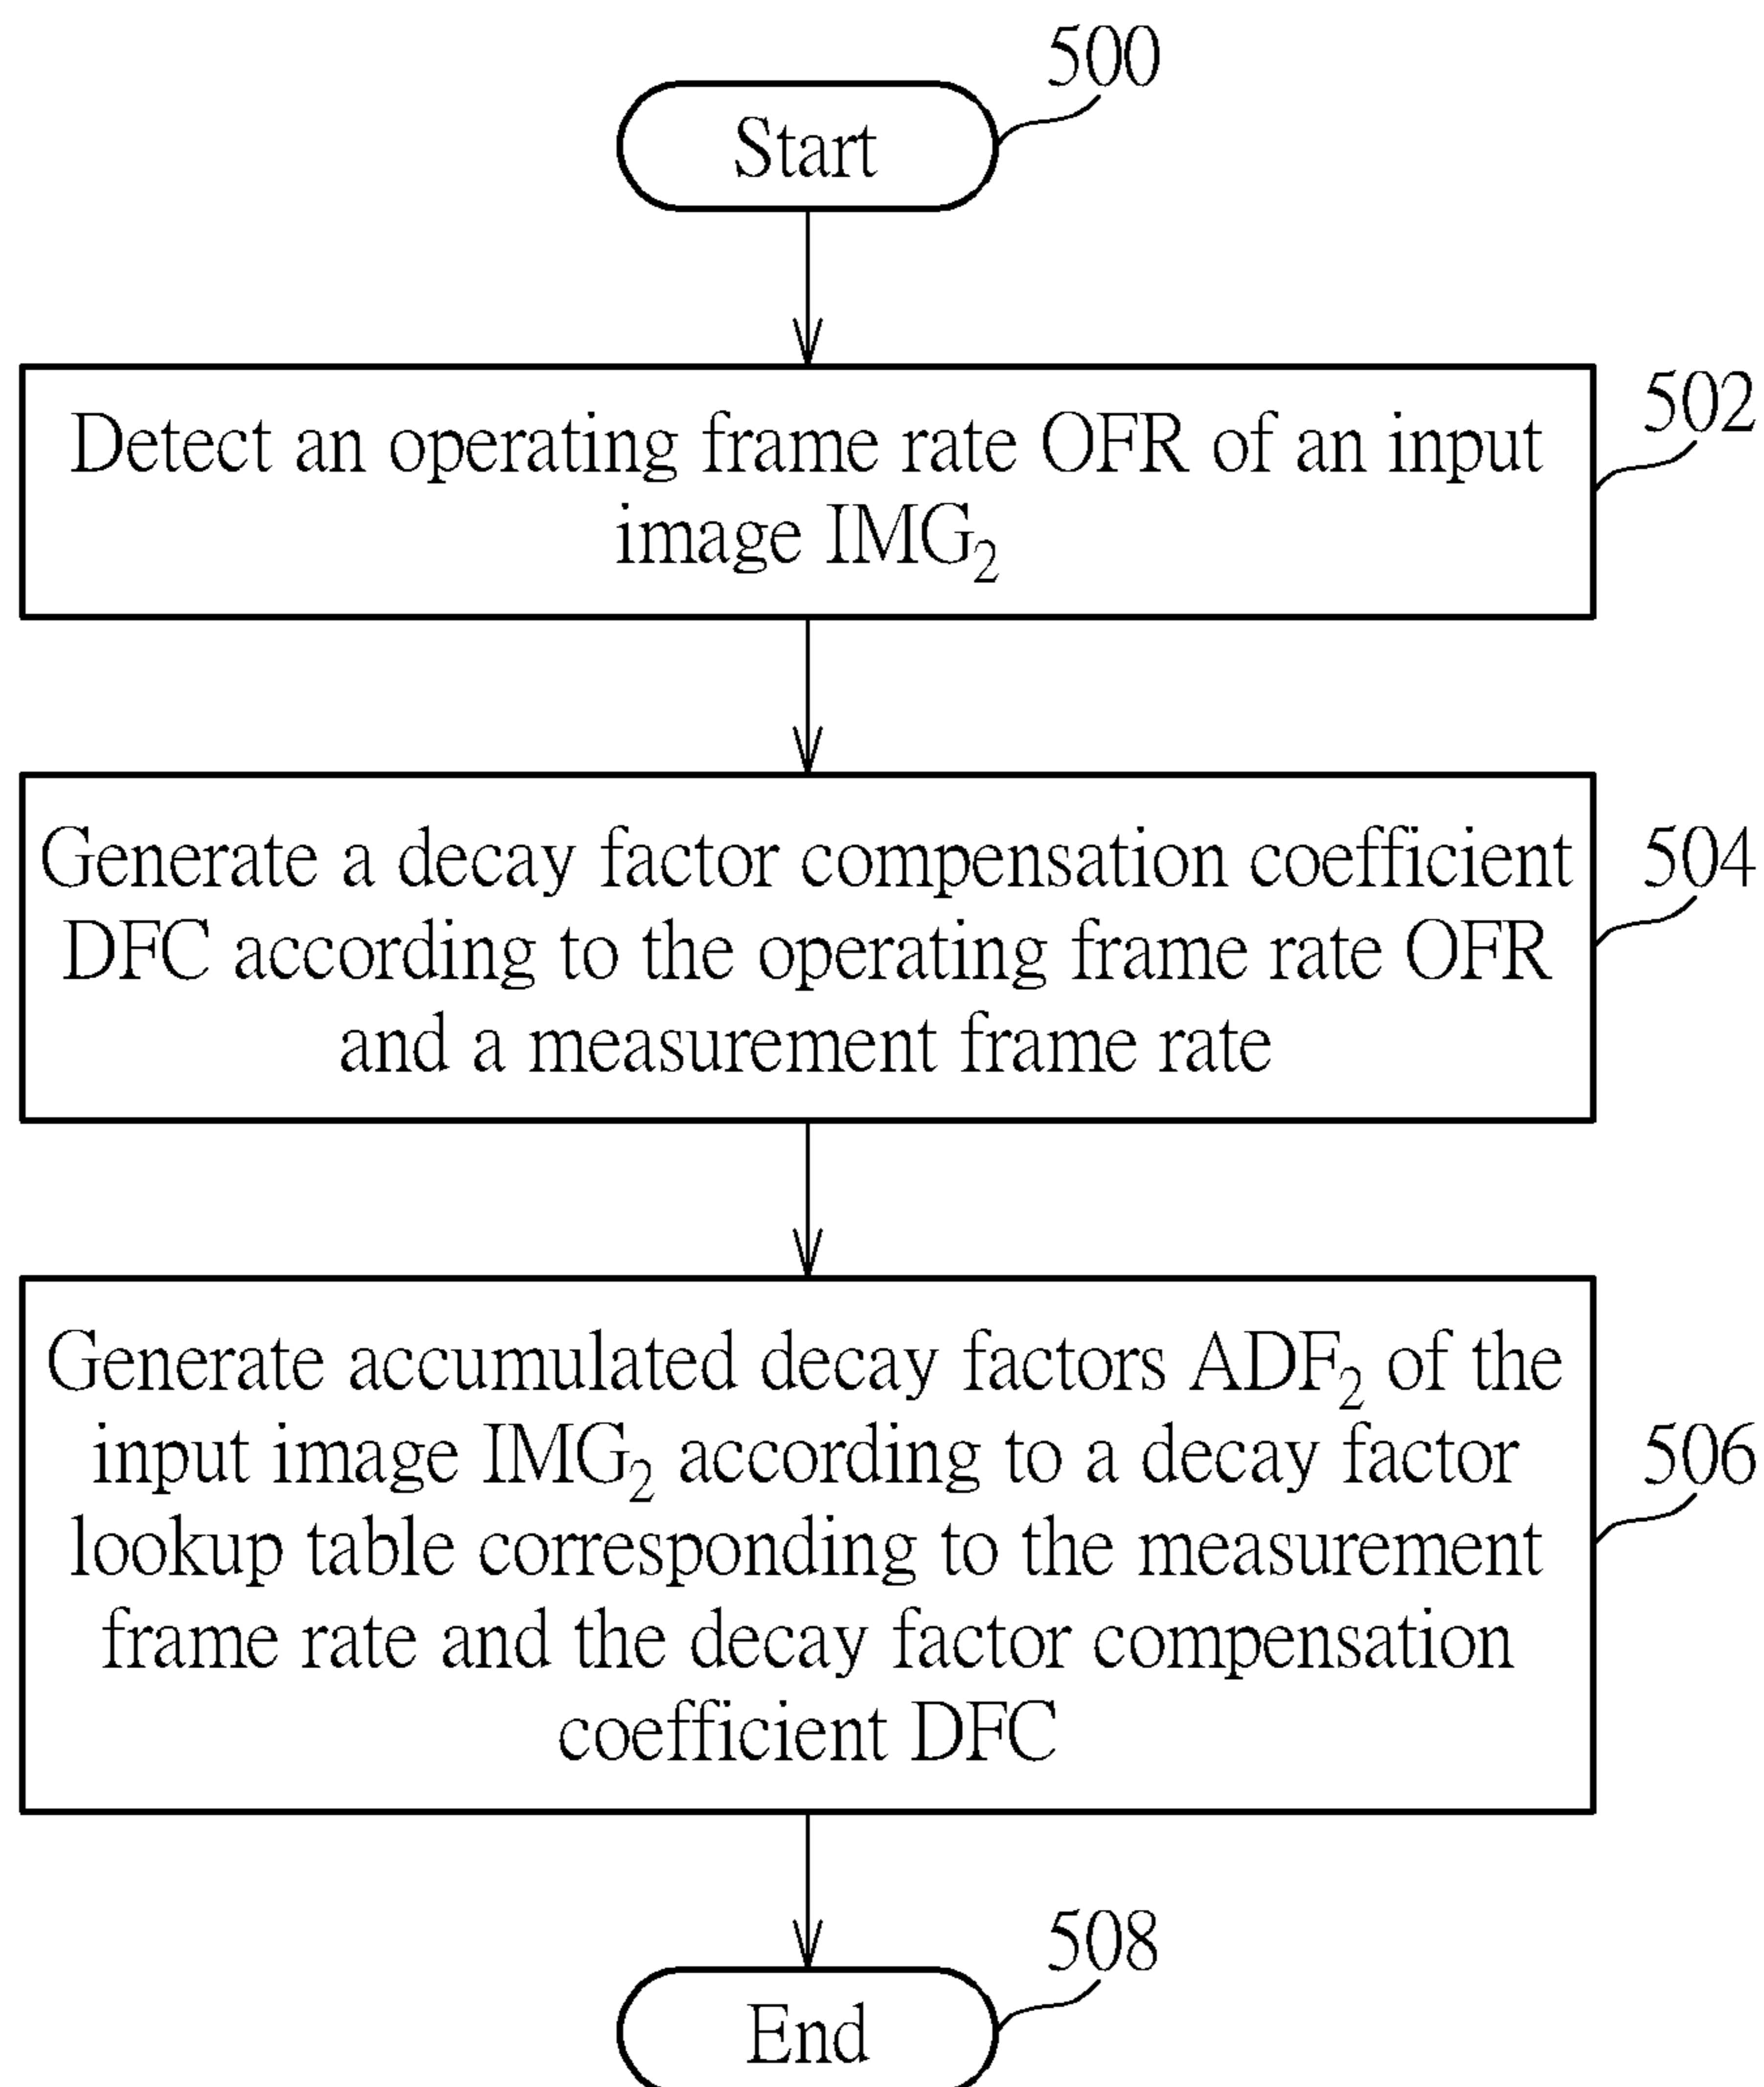 500
Start
Detect an operating frame rate OFR of an input
image IMG₂
502
Generate a decay factor compensation coefficient
DFC according to the operating frame rate OFR
and a measurement frame rate
504
Generate accumulated decay factors ADF₂ of the
input image IMG₂ according to a decay factor
lookup table corresponding to the measurement
frame rate and the decay factor compensation
coefficient DFC
506
508
End